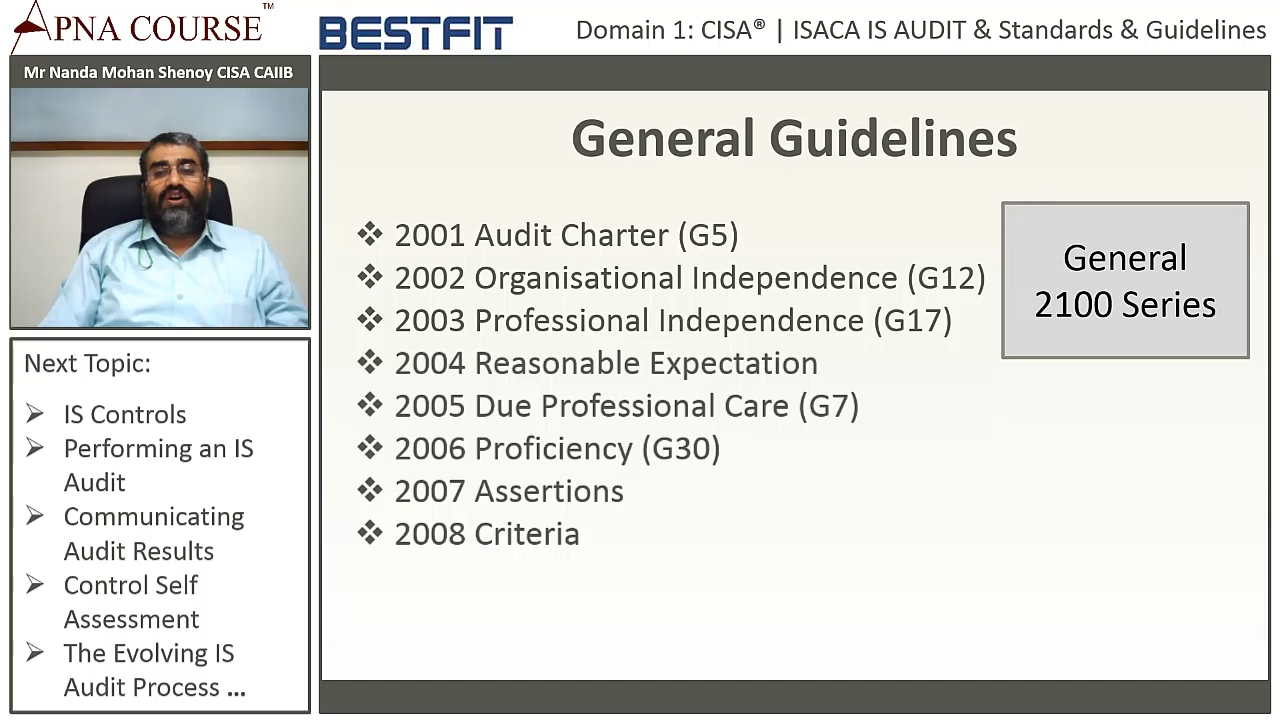 APNA COURSE™
BESTFIT
Domain 1: CISA® | ISACA IS AUDIT & Standards & Guidelines
Mr Nanda Mohan Shenoy CISA CAIIB
General Guidelines
❖ 2001 Audit Charter (G5)
❖ 2002 Organisational Independence (G12)
❖ 2003 Professional Independence (G17)
❖ 2004 Reasonable Expectation
❖ 2005 Due Professional Care (G7)
❖ 2006 Proficiency (G30)
❖ 2007 Assertions
❖ 2008 Criteria
General
2100 Series
Next Topic:
➢ IS Controls
➢ Performing an IS
Audit
➢ Communicating
Audit Results
➢ Control Self
Assessment
➢ The Evolving IS
Audit Process ...